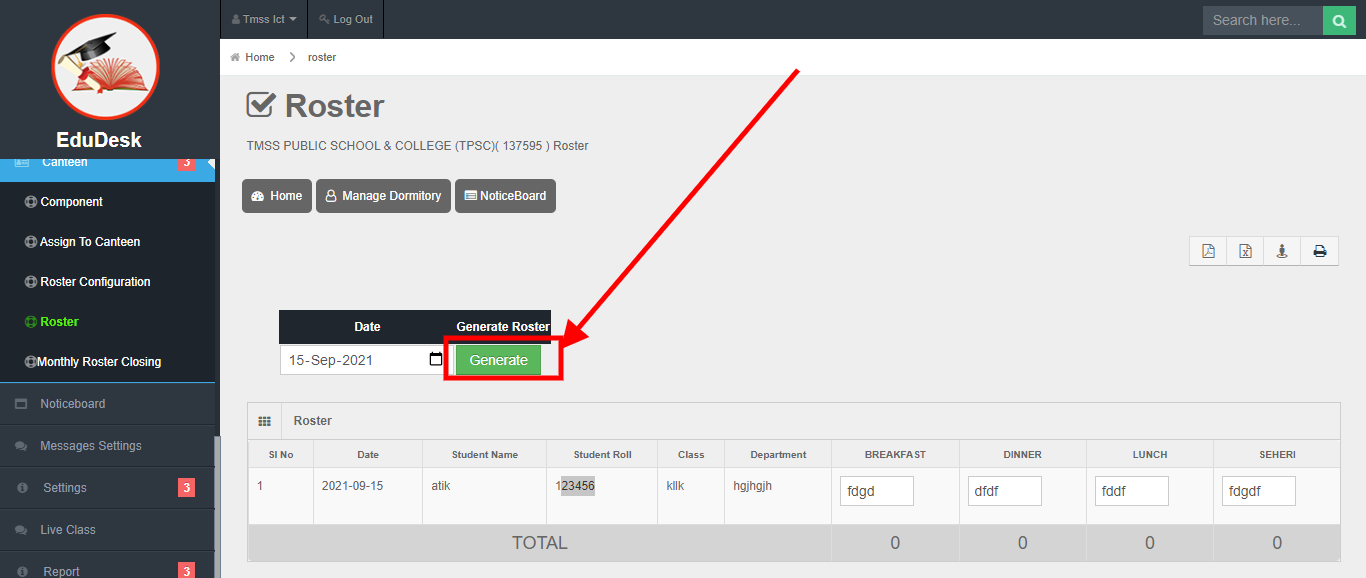 Tmss Ict
Log Out
Search here...
EduDesk
Home
roster
Roster
TMSS PUBLIC SCHOOL & COLLEGE (TPSC)( 137595 ) Roster
Home
Manage Dormitory
NoticeBoard
Canteen 3
Component
Assign To Canteen
Roster Configuration
Roster
Monthly Roster Closing
Noticeboard
Messages Settings
Settings 3
Live Class
Report 3
Date Generate Roster
15-Sep-2021 Generate
Roster
Sl No Date Student Name Student Roll Class Department BREAKFAST DINNER LUNCH SEHERI
1 2021-09-15 atik 123456 kllk hgjhgjh fdgd dfdf fddf fdgdf
TOTAL 0 0 0 0